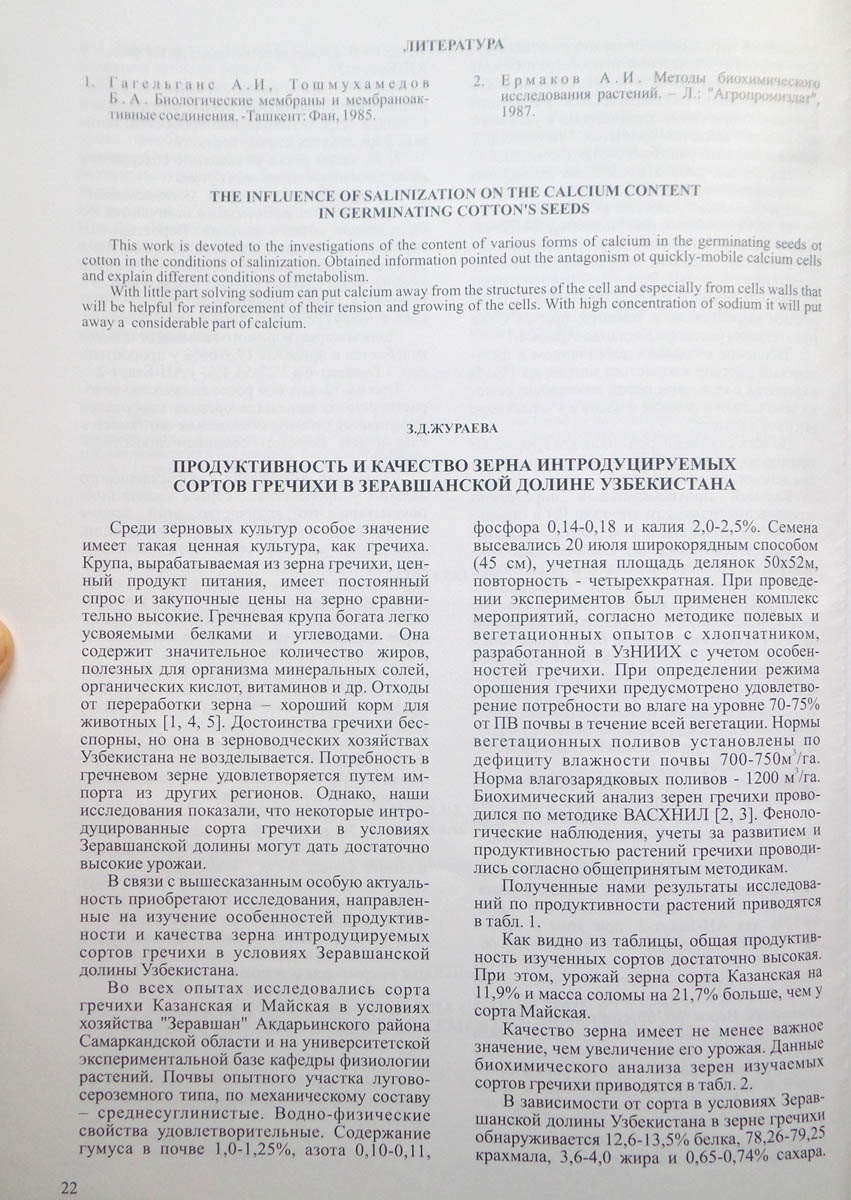 ЛИТЕРАТУРА
1. Гагельганс А.И, Тошмухамедов
Б.А. Биологические мембраны и мембраноак-
тивные соединения. -Ташкент: Фан, 1985.
2. Ермаков А.И. Методы биохимического
исследования растений. – Л.: "Агропромиздат",
1987.
THE INFLUENCE OF SALINIZATION ON THE CALCIUM CONTENT
IN GERMINATING COTTON'S SEEDS
This work is devoted to the investigations of the content of various forms of calcium in the germinating seeds ot
cotton in the conditions of salinization. Obtained information pointed out the antagonism ot quickly-mobile calcium cells
and explain different conditions of metabolism.
With little part solving sodium can put calcium away from the structures of the cell and especially from cells walls that
will be helpful for reinforcement of their tension and growing of the cells. With high concentration of sodium it will put
away a considerable part of calcium.
З.Д.ЖУРАЕВА
ПРОДУКТИВНОСТЬ И КАЧЕСТВО ЗЕРНА ИНТРОДУЦИРУЕМЫХ
СОРТОВ ГРЕЧИХИ В ЗЕРАВШАНСКОЙ ДОЛИНЕ УЗБЕКИСТАНА
Среди зерновых культур особое значение
имеет такая ценная культура, как гречиха.
Крупа, вырабатываемая из зерна гречихи, цен-
ный продукт питания, имеет постоянный
спрос и закупочные цены на зерно сравни-
тельно высокие. Гречневая крупа богата легко
усвояемыми белками и углеводами. Она
содержит значительное количество жиров,
полезных для организма минеральных солей,
органических кислот, витаминов и др. Отходы
от переработки зерна – хороший корм для
животных [1, 4, 5]. Достоинства гречихи бес-
спорны, но она в зерноводческих хозяйствах
Узбекистана не возделывается. Потребность в
гречневом зерне удовлетворяется путем им-
порта из других регионов. Однако, наши
исследования показали, что некоторые интро-
дуцированные сорта гречихи в условиях
Зеравшанской долины могут дать достаточно
высокие урожаи.
В связи с вышесказанным особую актуаль-
ность приобретают исследования, направлен-
ные на изучение особенностей продуктив-
ности и качества зерна интродуцируемых
сортов гречихи в условиях Зеравшанской
долины Узбекистана.
Во всех опытах исследовались сорта
гречихи Казанская и Майская в условиях
хозяйства "Зеравшан" Акдарьинского района
Самаркандской области и на университетской
экспериментальной базе кафедры физиологии
растений. Почвы опытного участка лугово-
сероземного типа, по механическому составу
– среднесуглинистые. Водно-физические
свойства удовлетворительные. Содержание
гумуса в почве 1,0-1,25%, азота 0,10-0,11,
фосфора 0,14-0,18 и калия 2,0-2,5%. Семена
высевались 20 июля широкорядным способом
(45 см), учетная площадь делянок 50х52м,
повторность - четырехкратная. При проведе-
нии экспериментов был применен комплекс
мероприятий, согласно методике полевых и
вегетационных опытов с хлопчатником,
разработанной в УзНИИХ с учетом особен-
ностей гречихи. При определении режима
орошения гречихи предусмотрено удовлетво-
рение потребности во влаге на уровне 70-75%
от ПВ почвы в течение всей вегетации. Нормы
вегетационных поливов установлены по
дефициту влажности почвы 700-750м³/га.
Норма влагозарядковых поливов - 1200 м³/га.
Биохимический анализ зерен гречихи прово-
дился по методике ВАСХНИЛ [2, 3]. Феноло-
гические наблюдения, учеты за развитием и
продуктивностью растений гречихи проводи-
лись согласно общепринятым методикам.
Полученные нами результаты исследова-
ний по продуктивности растений приводятся
в табл. 1.
Как видно из таблицы, общая продуктив-
ность изученных сортов достаточно высокая.
При этом, урожай зерна сорта Казанская на
11,9% и масса соломы на 21,7% больше, чем у
сорта Майская.
Качество зерна имеет не менее важное
значение, чем увеличение его урожая. Данные
биохимического анализа зерен изучаемых
сортов гречихи приводятся в табл. 2.
В зависимости от сорта в условиях Зерав-
шанской долины Узбекистана в зерне гречихи
обнаруживается 12,6-13,5% белка, 78,26-79,25
крахмала, 3,6-4,0 жира и 0,65-0,74% сахара.
22